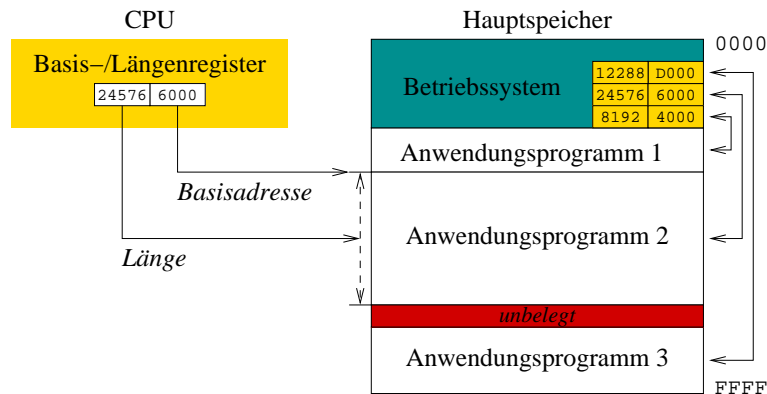 CPU
Hauptspeicher
0000
Basis–/Längenregister
24576 6000
Betriebssystem
12288 D000
24576 6000
8192 4000
Anwendungsprogramm 1
Basisadresse
Anwendungsprogramm 2
Länge
unbelegt
Anwendungsprogramm 3
FFFF